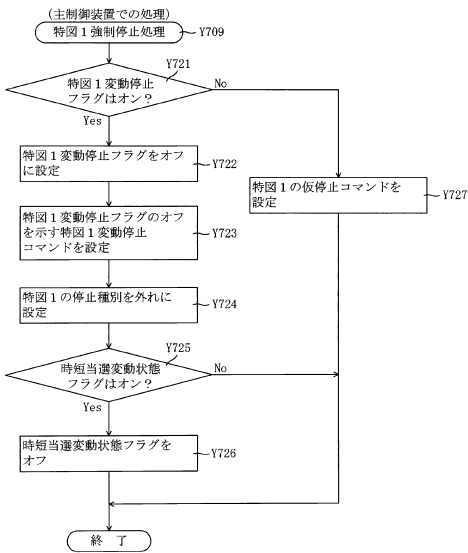 (主制御装置での処理)
特図1強制停止処理
Y709
特図1変動停止
フラグはオン?
Y721
No
Yes
特図1変動停止フラグをオフ
に設定
Y722
特図1の仮停止コマンドを
設定
Y727
特図1変動停止フラグのオフ
を示す特図1変動停止
コマンドを設定
Y723
特図1の停止種別を外れに
設定
Y724
時短当選変動状態
フラグはオン?
Y725
No
Yes
時短当選変動状態フラグを
オフ
Y726
終 了